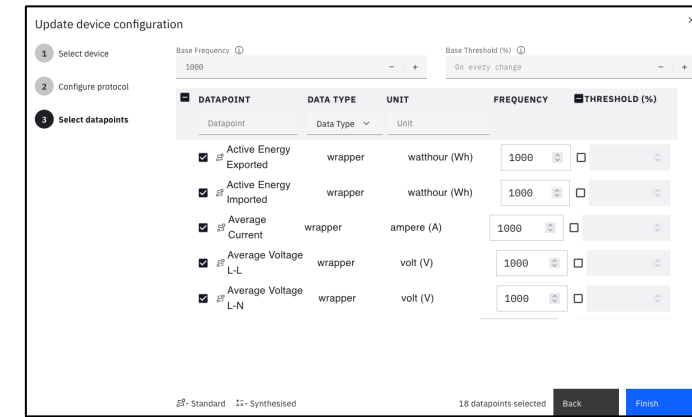 Update device configuration
1 Select device
2 Configure protocol
3 Select datapoints
Base Frequency
Base Threshold (%)
1000 - +
On every change - +
DATAPOINT DATA TYPE UNIT FREQUENCY THRESHOLD (%)
Datapoint Data Type Unit
Active Energy
Exported wrapper watthour (Wh) 1000
Active Energy
Imported wrapper watthour (Wh) 1000
Average
Current wrapper ampere (A) 1000
Average Voltage
L-L wrapper volt (V) 1000
Average Voltage
L-N wrapper volt (V) 1000
- Standard - Synthesised 18 datapoints selected Back Finish